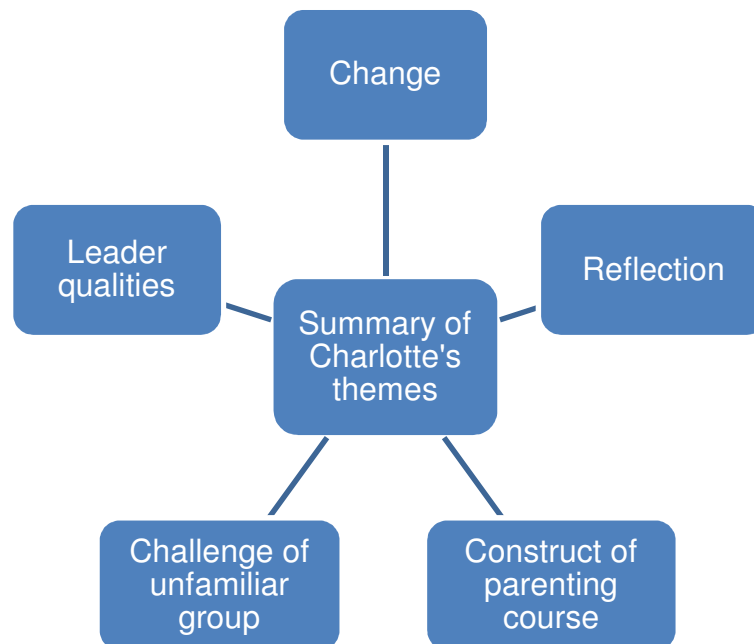 Change
Leader
qualities
Reflection
Summary of
Charlotte's
themes
Challenge of
unfamiliar
group
Construct of
parenting
course